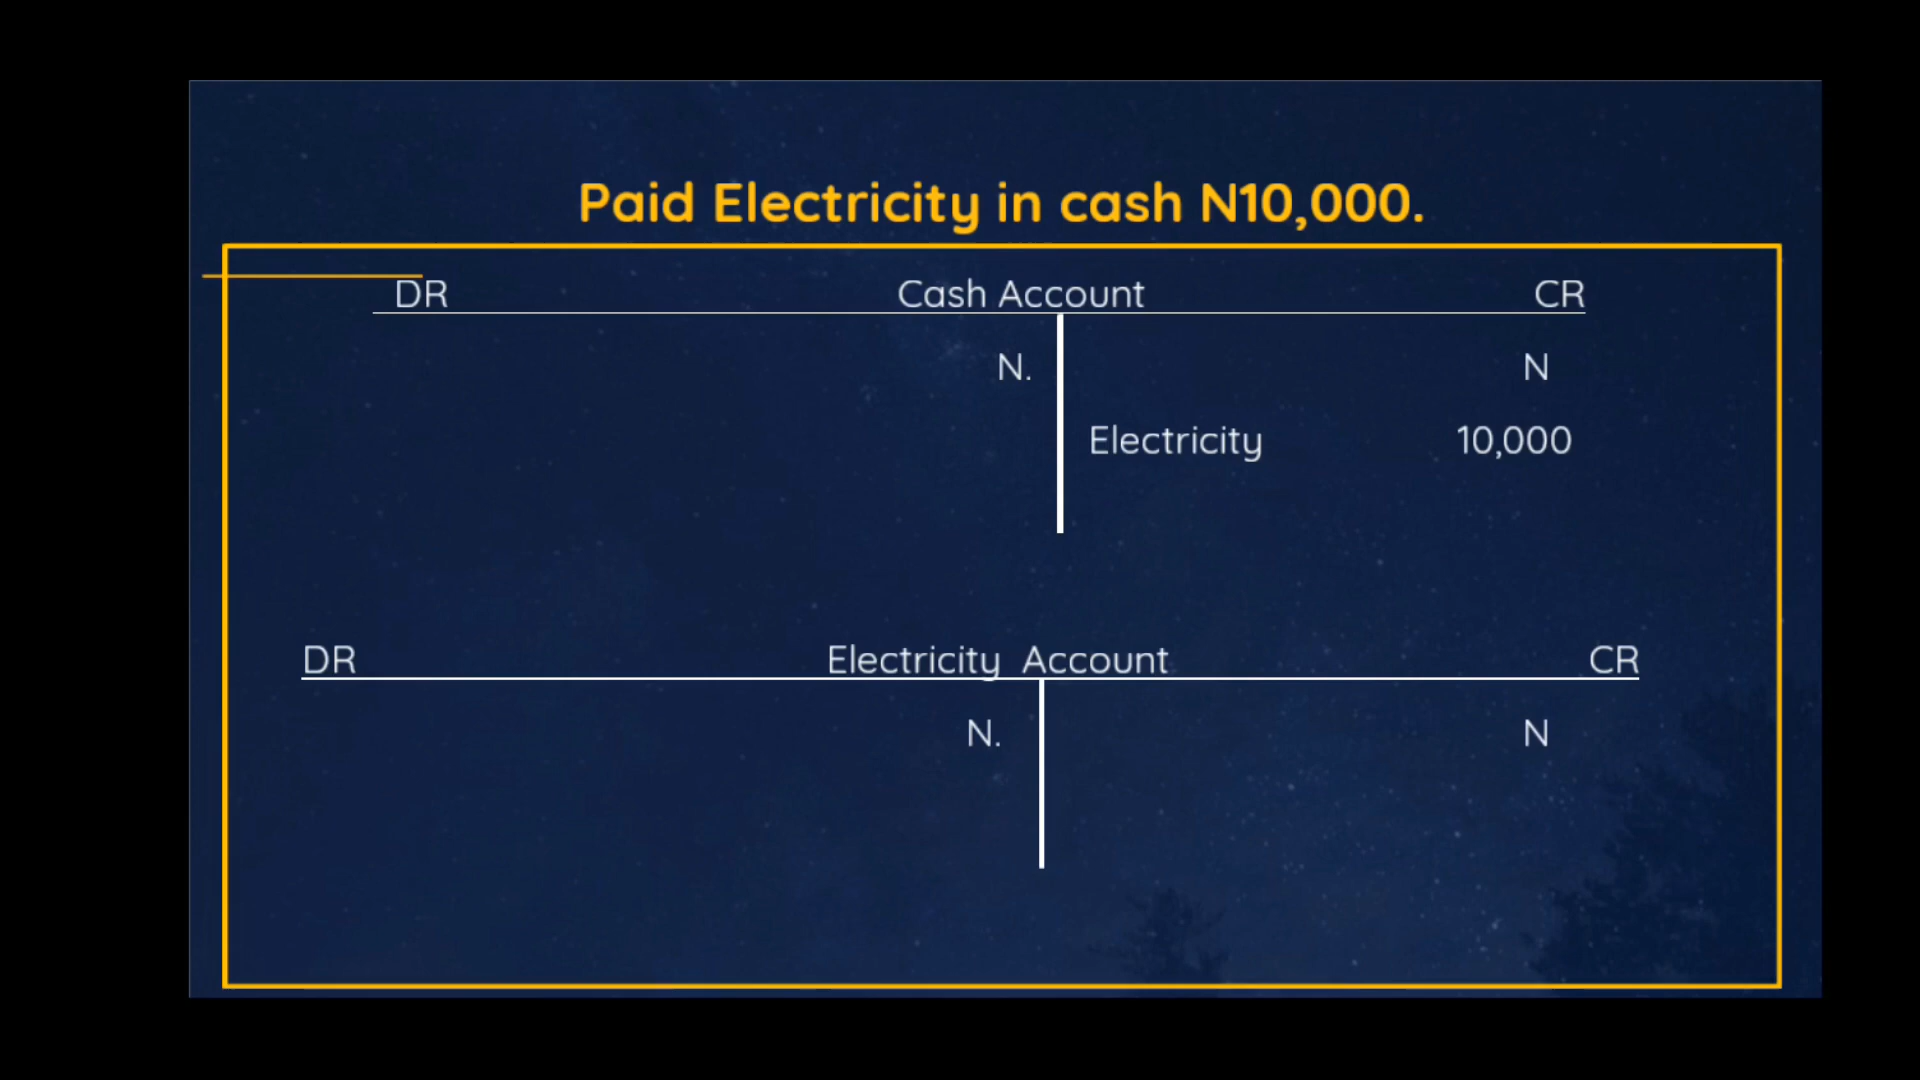 Paid Electricity in cash N10,000.
DR Cash Account CR
N. N
Electricity 10,000
DR Electricity Account CR
N. N